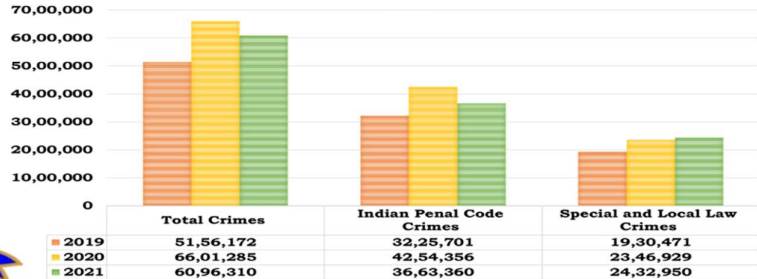 70,00,000
60,00,000
50,00,000
40,00,000
30,00,000
20,00,000
10,00,000
0
Total Crimes
Indian Penal Code
Crimes
Special and Local Law
Crimes
2019 51,56,172 32,25,701 19,30,471
2020 66,01,285 42,54,356 23,46,929
2021 60,96,310 36,63,360 24,32,950